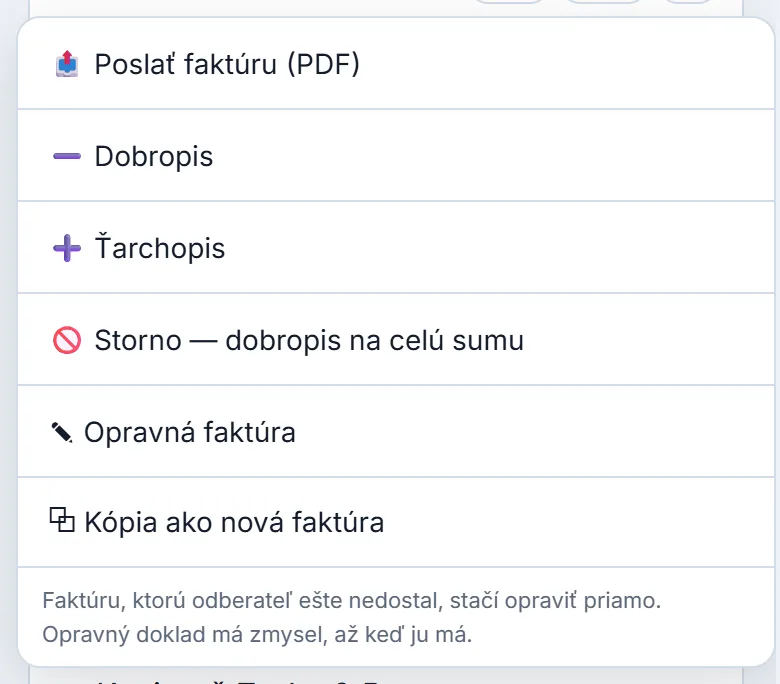 Poslať faktúru (PDF)
Dobropis
Ťarchopis
Storno — dobropis na celú sumu
Opravná faktúra
Kópia ako nová faktúra
Faktúru, ktorú odberateľ ešte nedostal, stačí opraviť priamo.
Opravný doklad má zmysel, až keď ju má.